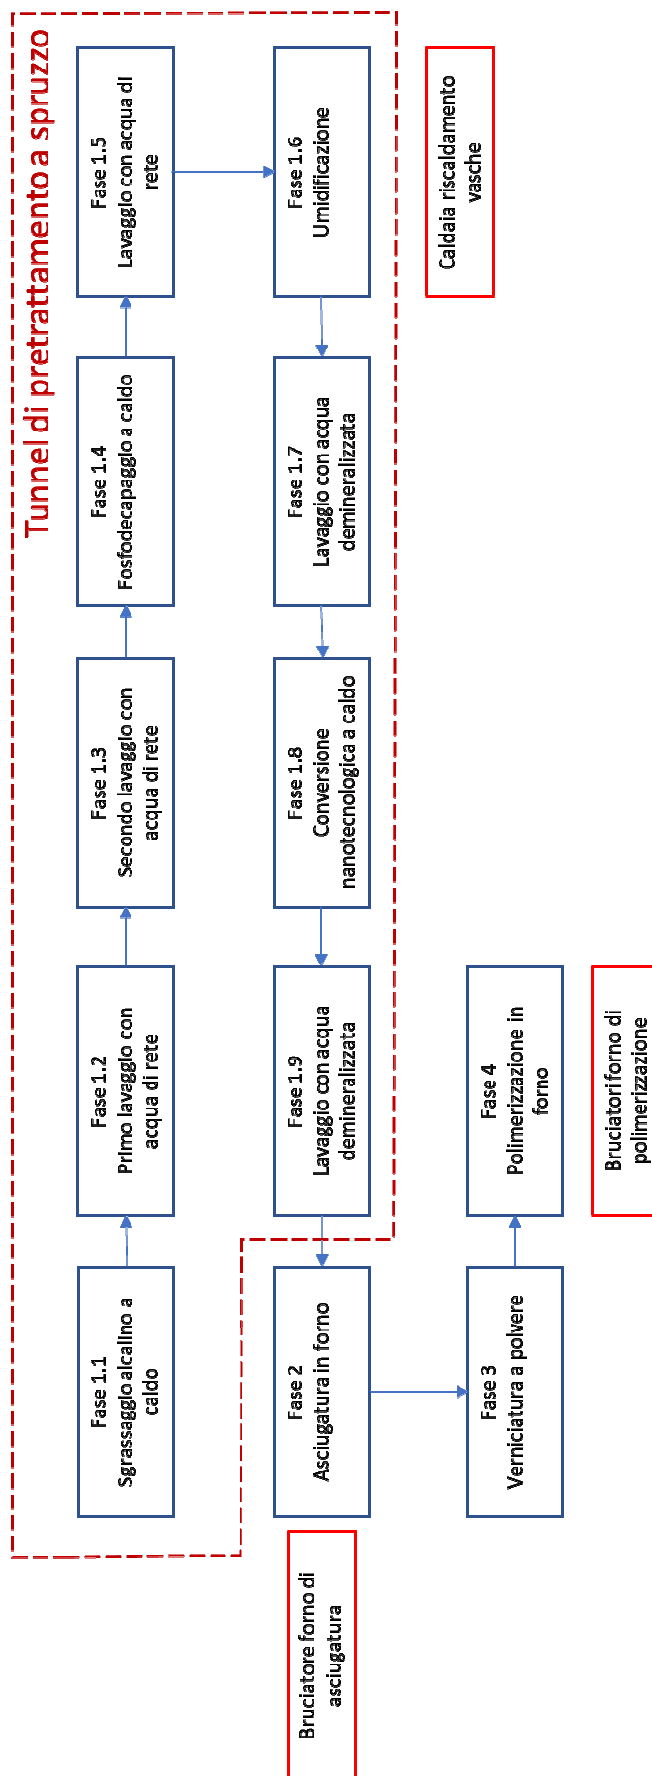 Tunnel di pretrattamento a spruzzo
Fase 1.1
Sgrassaggio alcalino a
caldo
Fase 1.2
Primo lavaggio con
acqua di rete
Fase 1.3
Secondo lavaggio con
acqua di rete
Fase 1.4
Fosfodecapaggio a caldo
Fase 1.5
Lavaggio con acqua di
rete
Fase 1.6
Umidificazione
Fase 1.7
Lavaggio con acqua
demineralizzata
Fase 1.8
Conversione
nanotecnologica a caldo
Fase 1.9
Lavaggio con acqua
demineralizzata
Fase 2
Asciugatura in forno
Bruciatore forno di
asciugatura
Caldaia riscaldamento
vasche
Fase 3
Verniciatura a polvere
Fase 4
Polimerizzazione in
forno
Bruciatori forno di
polimerizzazione